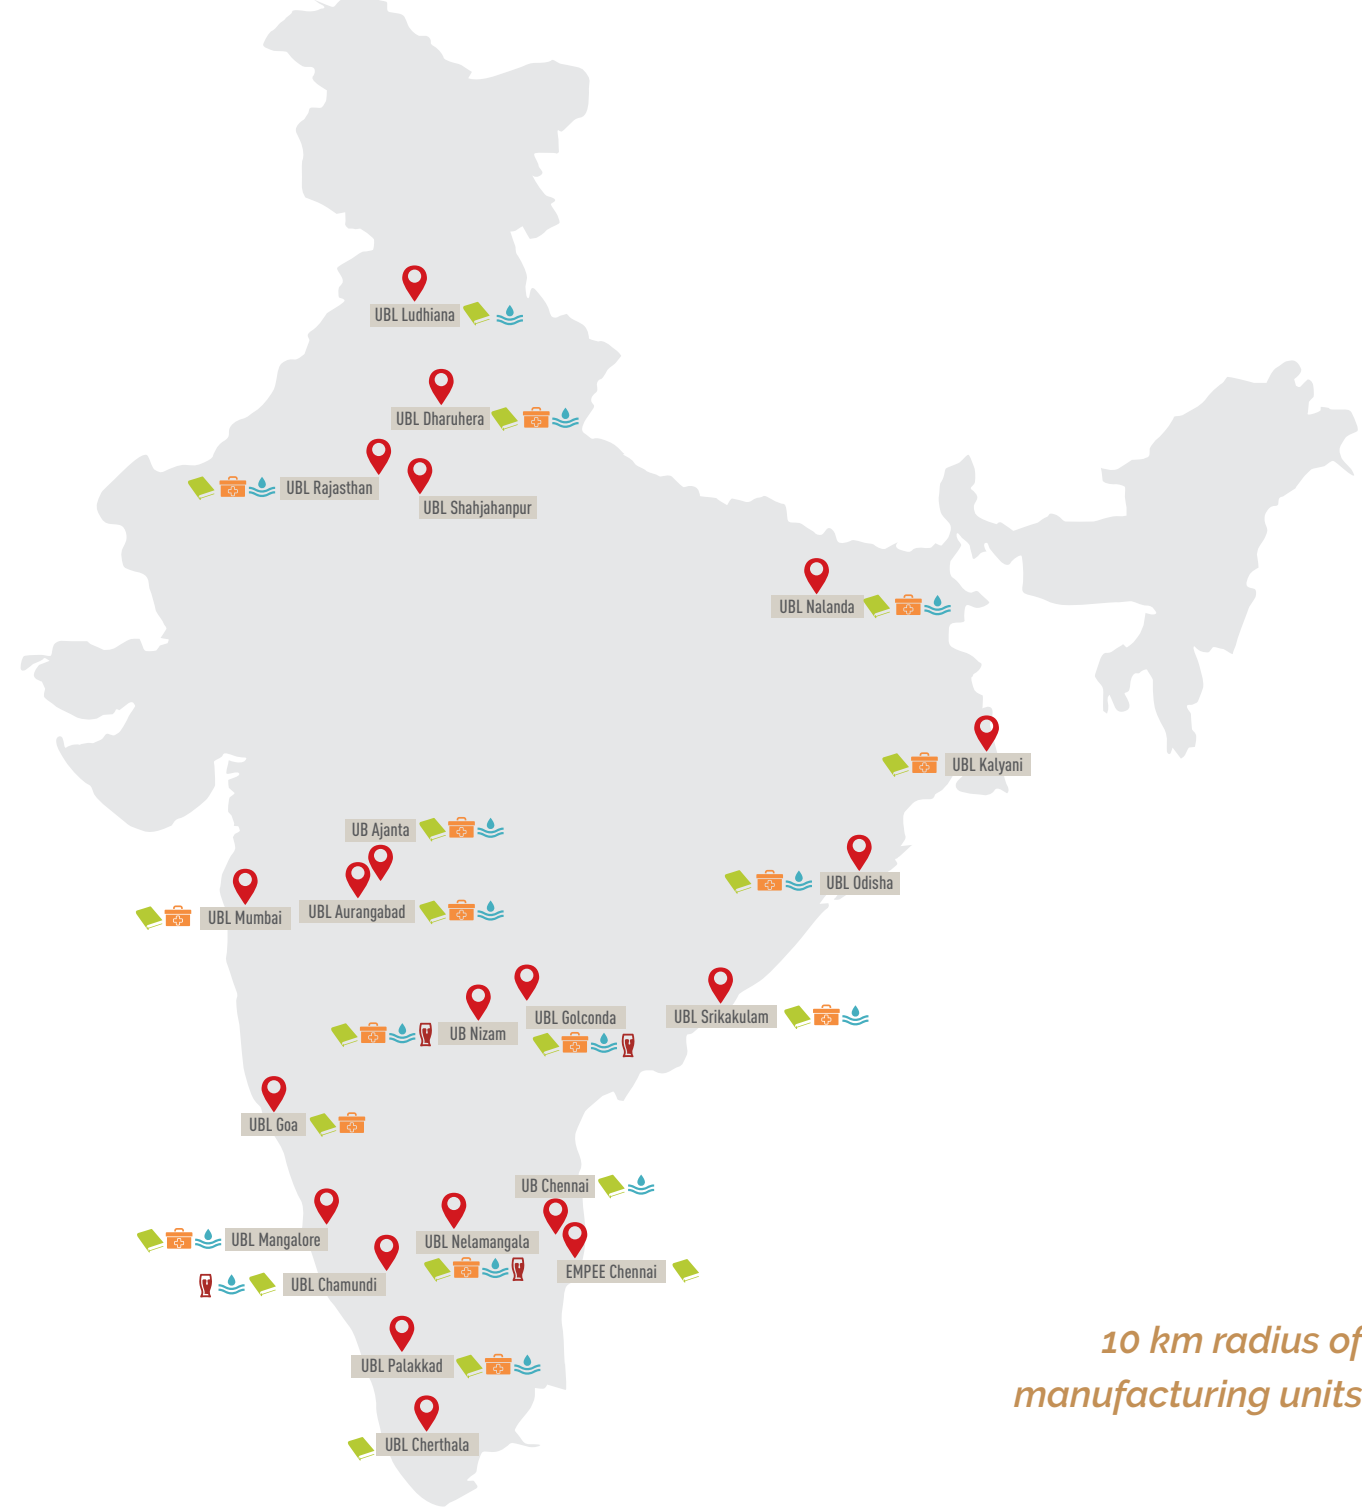 UBL Ludhiana
UBL Dharuhera
UBL Rajasthan
UBL Shahjahanpur
UBL Nalanda
UBL Kalyani
UB Ajanta
UBL Odisha
UBL Mumbai
UBL Aurangabad
UB Nizam
UBL Golconda
UBL Srikakulam
UBL Goa
UB Chennai
UBL Mangalore
UBL Nelamangala
EMPEE Chennai
UBL Chamundi
UBL Palakkad
UBL Cherthala
10 km radius of
manufacturing units